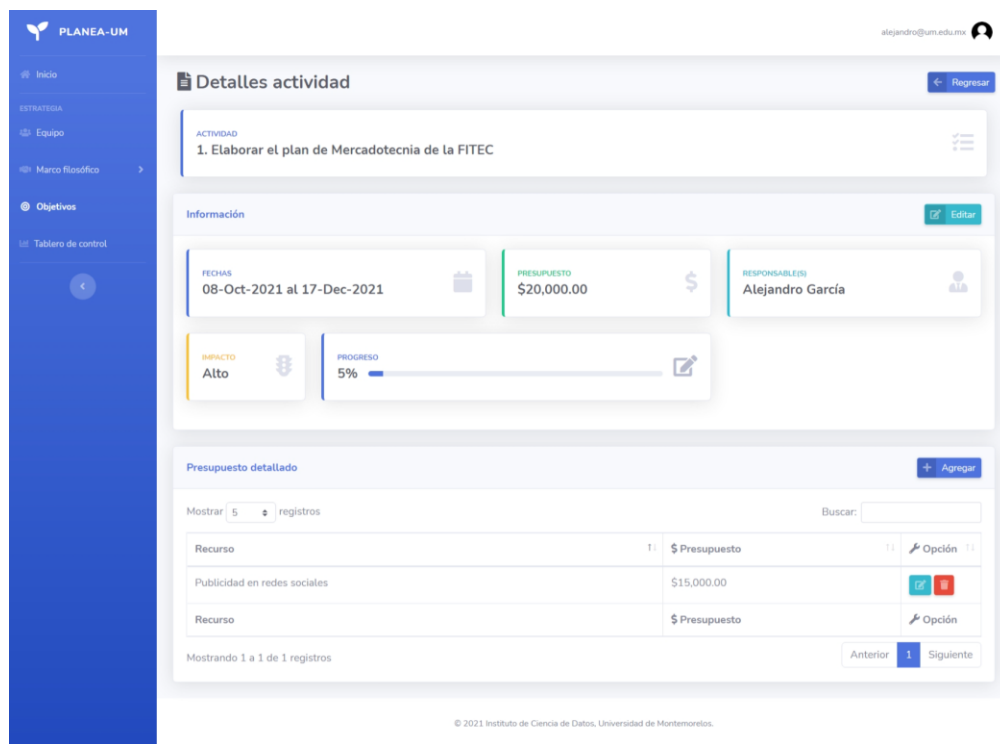 PLANEA-UM
alejandro@um.edu.mx
Inicio
ESTRATEGIA
Equipo
Marco filosófico
Objetivos
Tablero de control
Detalles actividad
Regresar
ACTIVIDAD
1. Elaborar el plan de Mercadotecnia de la FITEC
Información
Editar
FECHAS
08-Oct-2021 al 17-Dec-2021
PRESUPUESTO
$20,000.00
RESPONSABLE(S)
Alejandro García
IMPACTO
Alto
PROGRESO
5%
Presupuesto detallado
Agregar
Mostrar 5 registros
Buscar:
Recurso $ Presupuesto Opción
Publicidad en redes sociales $15,000.00
Recurso $ Presupuesto Opción
Mostrando 1 a 1 de 1 registros
Anterior 1 Siguiente
© 2021 Instituto de Ciencia de Datos, Universidad de Montemorelos.